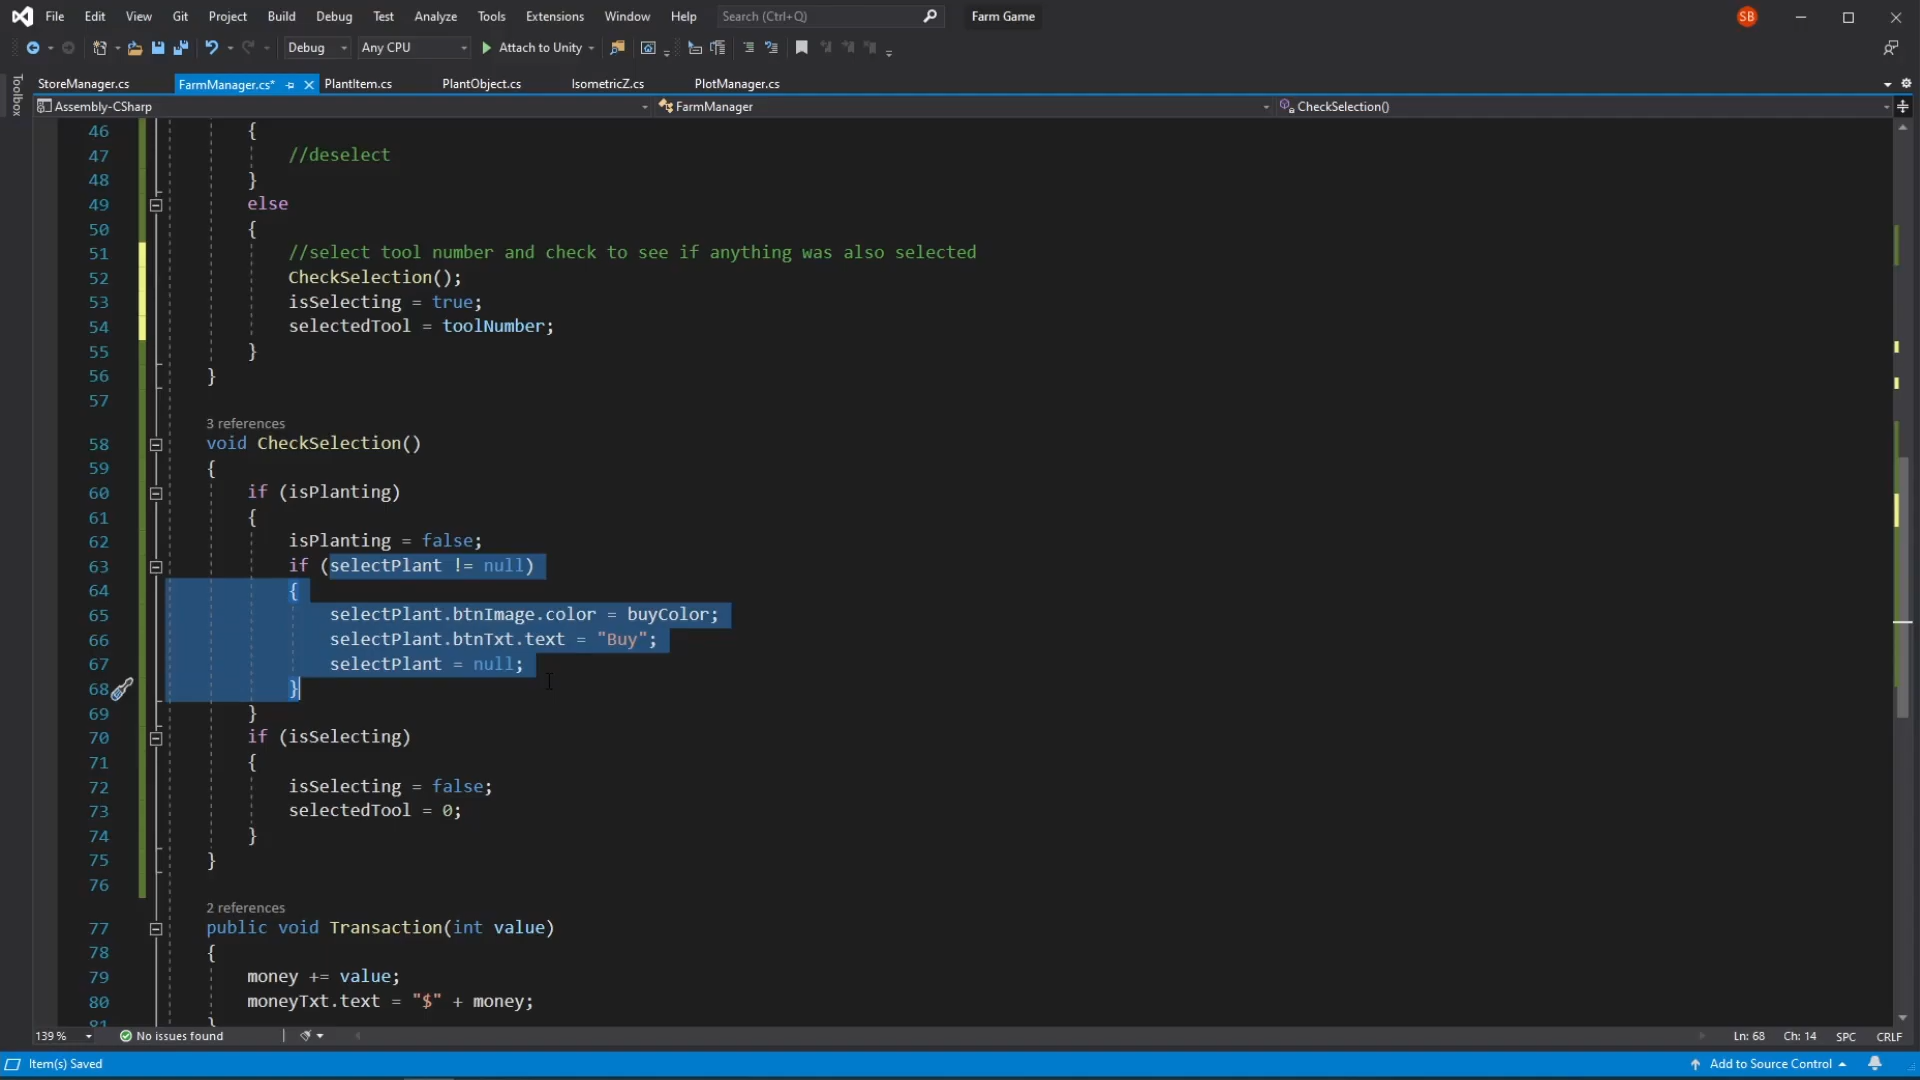 File Edit View Git Project Build Debug Test Analyze Tools Extensions Window Help Search (Ctrl+Q) Farm Game SB
Debug Any CPU Attach to Unity
Toolbox
StoreManager.cs FarmManager.cs* PlantItem.cs PlantObject.cs IsometricZ.cs PlotManager.cs
Assembly-CSharp FarmManager CheckSelection()
46 {
47 //deselect
48 }
49 else
50 {
51 //select tool number and check to see if anything was also selected
52 CheckSelection();
53 isSelecting = true;
54 selectedTool = toolNumber;
55 }
56 }
57
3 references
58 void CheckSelection()
59 {
60 if (isPlanting)
61 {
62 isPlanting = false;
63 if (selectPlant != null)
64 {
65 selectPlant.btnImage.color = buyColor;
66 selectPlant.btnTxt.text = "Buy";
67 selectPlant = null;
68 }
69 }
70 if (isSelecting)
71 {
72 isSelecting = false;
73 selectedTool = 0;
74 }
75 }
76
2 references
77 public void Transaction(int value)
78 {
79 money += value;
80 moneyTxt.text = "$" + money;
81 }
139 % No issues found Ln: 68 Ch: 14 SPC CRLF
Item(s) Saved Add to Source Control